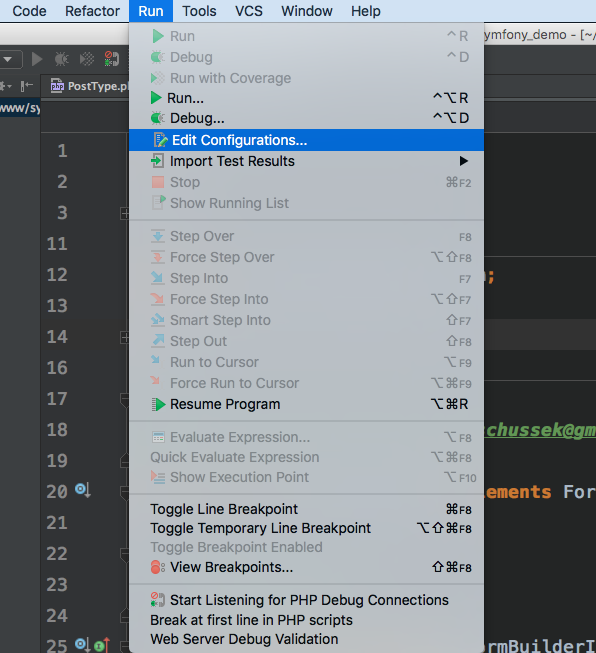 Code Refactor Run Tools VCS Window Help
Run ^R
ymfony_demo – [~/
Debug ^D
Run with Coverage
PostType.p
Run... ^⌥R
www/sy
Debug... ^⌥D
Edit Configurations...
1
Import Test Results
2
Stop ⌘F2
Show Running List
3
Step Over F8
11
Force Step Over ⌥⇧F8
12
Step Into F7
;
13
Force Step Into ⌥⇧F7
Smart Step Into ⇧F7
14
Step Out ⇧F8
Run to Cursor ⌥F9
16
Force Run to Cursor ⌥⌘F9
17
Resume Program ⌥⌘R
18
Evaluate Expression... ⌥F8
schussek@gm
Quick Evaluate Expression ⌥⌘F8
19
Show Execution Point ⌥F10
20
lements For
Toggle Line Breakpoint ⌘F8
21
Toggle Temporary Line Breakpoint ⌥⇧⌘F8
Toggle Breakpoint Enabled
22
View Breakpoints... ⇧⌘F8
23
Start Listening for PHP Debug Connections
24
Break at first line in PHP scripts
Web Server Debug Validation
25
rmBuilderI